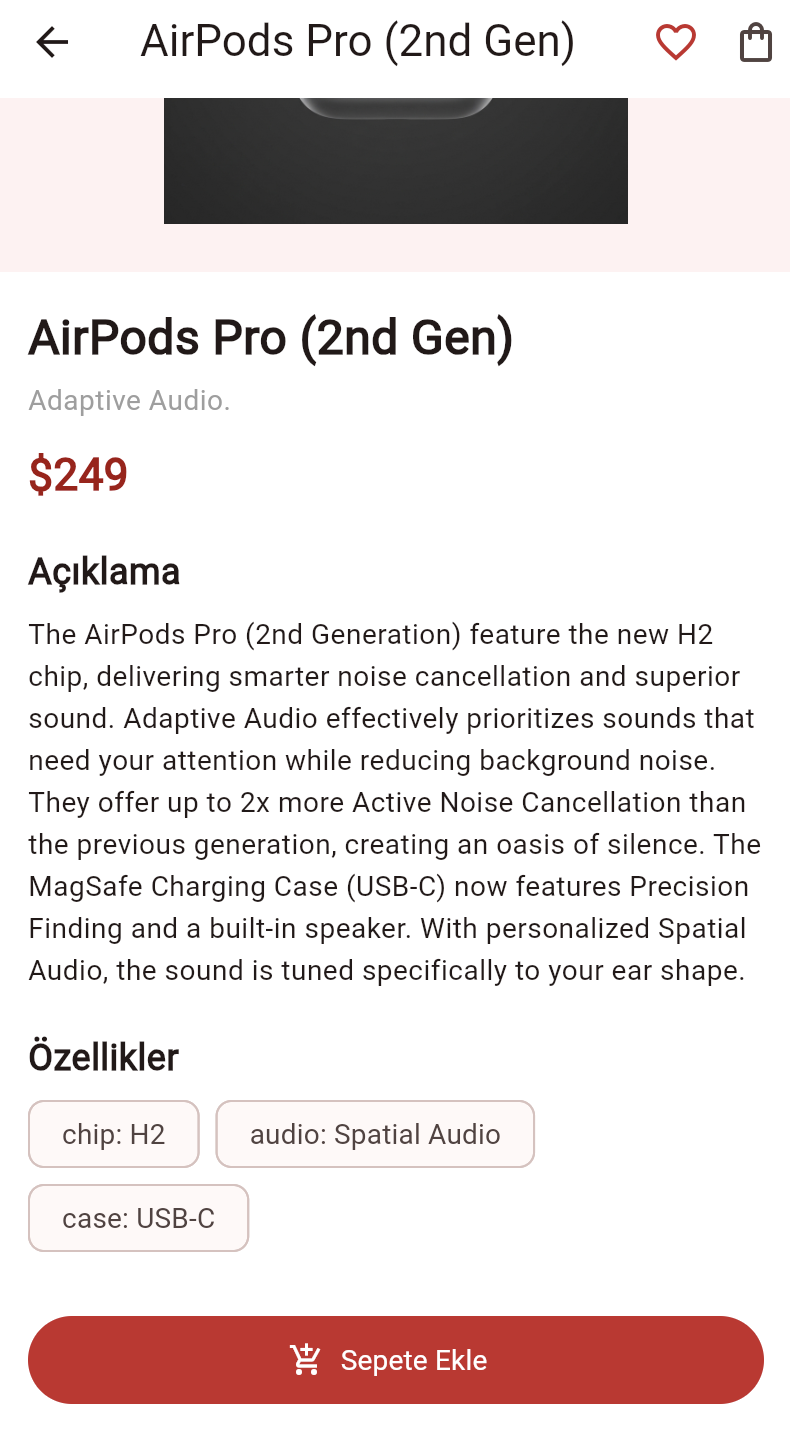 AirPods Pro (2nd Gen)
AirPods Pro (2nd Gen)
Adaptive Audio.
$249
Açıklama
The AirPods Pro (2nd Generation) feature the new H2
chip, delivering smarter noise cancellation and superior
sound. Adaptive Audio effectively prioritizes sounds that
need your attention while reducing background noise.
They offer up to 2x more Active Noise Cancellation than
the previous generation, creating an oasis of silence. The
MagSafe Charging Case (USB-C) now features Precision
Finding and a built-in speaker. With personalized Spatial
Audio, the sound is tuned specifically to your ear shape.
Özellikler
chip: H2 audio: Spatial Audio
case: USB-C
Sepete Ekle